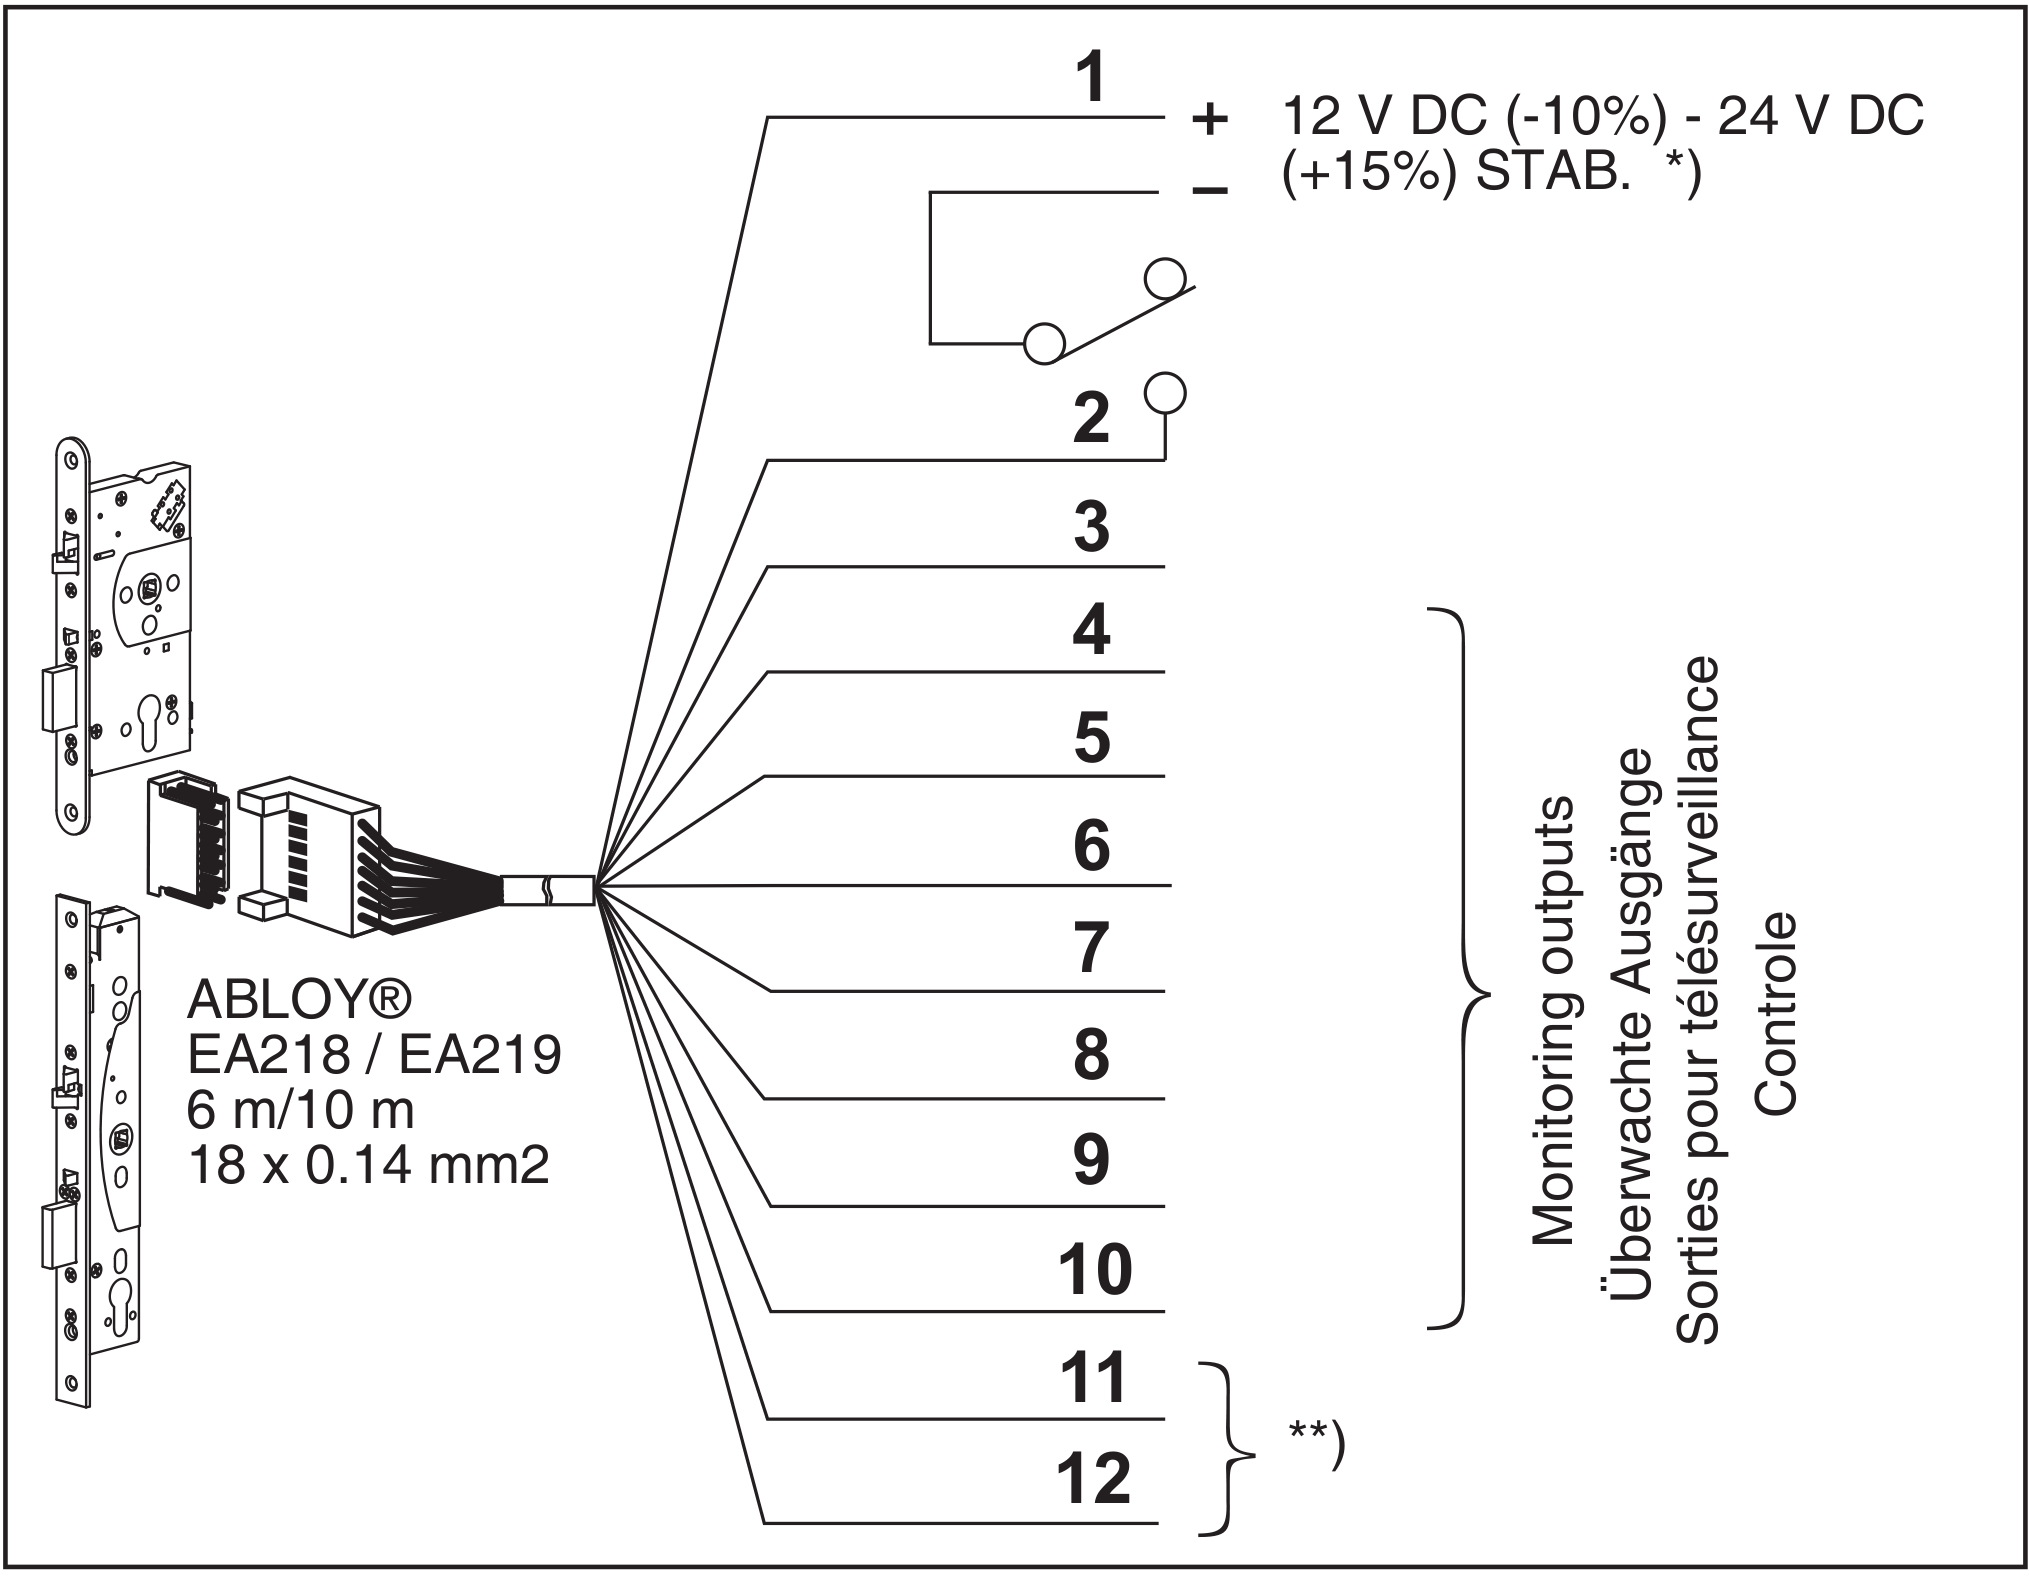 1
+ 12 V DC (-10%) - 24 V DC
– (+15%) STAB. *)
2
3
4
5
6
7
8
9
10
11
12
**)
ABLOY®
EA218 / EA219
6 m/10 m
18 x 0.14 mm2
Monitoring outputs
Überwachte Ausgänge
Sorties pour télésurveillance
Controle